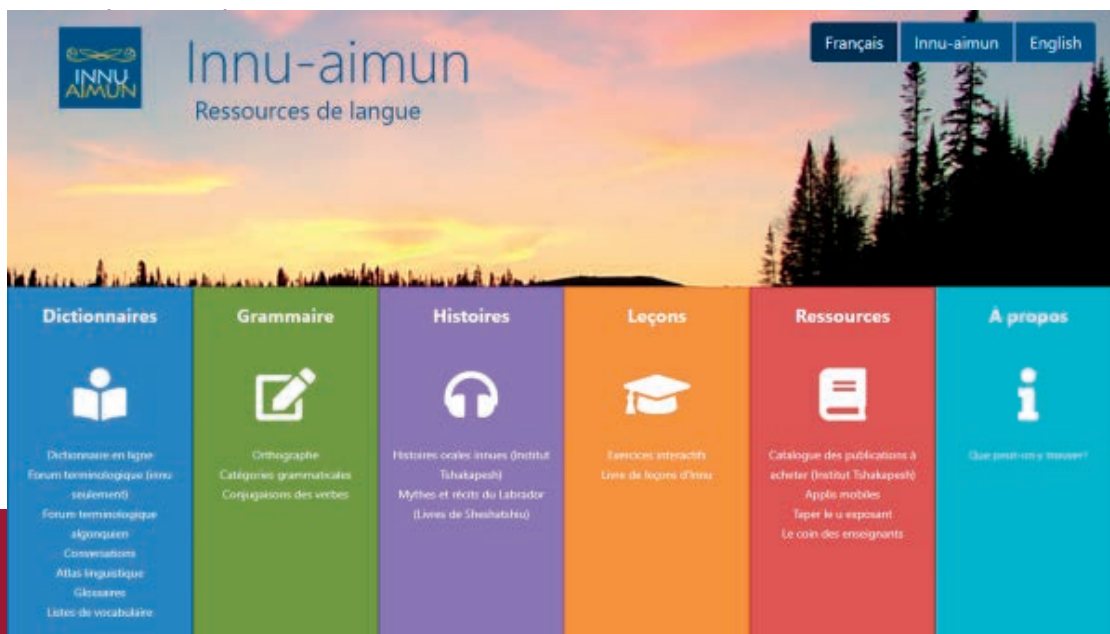 INNU
AIMUN
Innu-aimun
Ressources de langue
Français
Innu-aimun
English
Dictionnaires
Dictionnaire en ligne
Forum terminologique (innu
seulement)
Forum terminologique
algonquien
Conversations
Atlas linguistique
Glossaires
Listes de vocabulaire
Grammaire
Orthographe
Catégories grammaticales
Conjugaisons des verbes
Histoires
Histoires orales innues (Institut
Tshakapesh)
Mythes et récits du Labrador
(Livres de Sheshatshiu)
Leçons
Exercices interactifs
Livre de leçons d'Innu
Ressources
Catalogue des publications à
acheter (Institut Tshakapesh)
Applis mobiles
Taper le u exposant
Le coin des enseignants
À propos
Que peut-on y trouver?